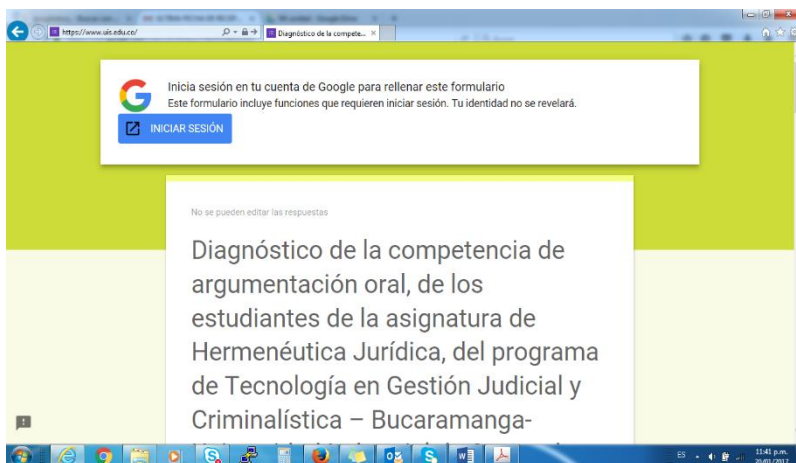 https://www.uis.edu.co/
Diagnóstico de la compete...
Inicia sesión en tu cuenta de Google para rellenar este formulario
Este formulario incluye funciones que requieren iniciar sesión. Tu identidad no se revelará.
INICIAR SESIÓN
No se pueden editar las respuestas
Diagnóstico de la competencia de
argumentación oral, de los
estudiantes de la asignatura de
Hermenéutica Jurídica, del programa
de Tecnología en Gestión Judicial y
Criminalística – Bucaramanga-
ES
11:41 p.m.
20/01/2017